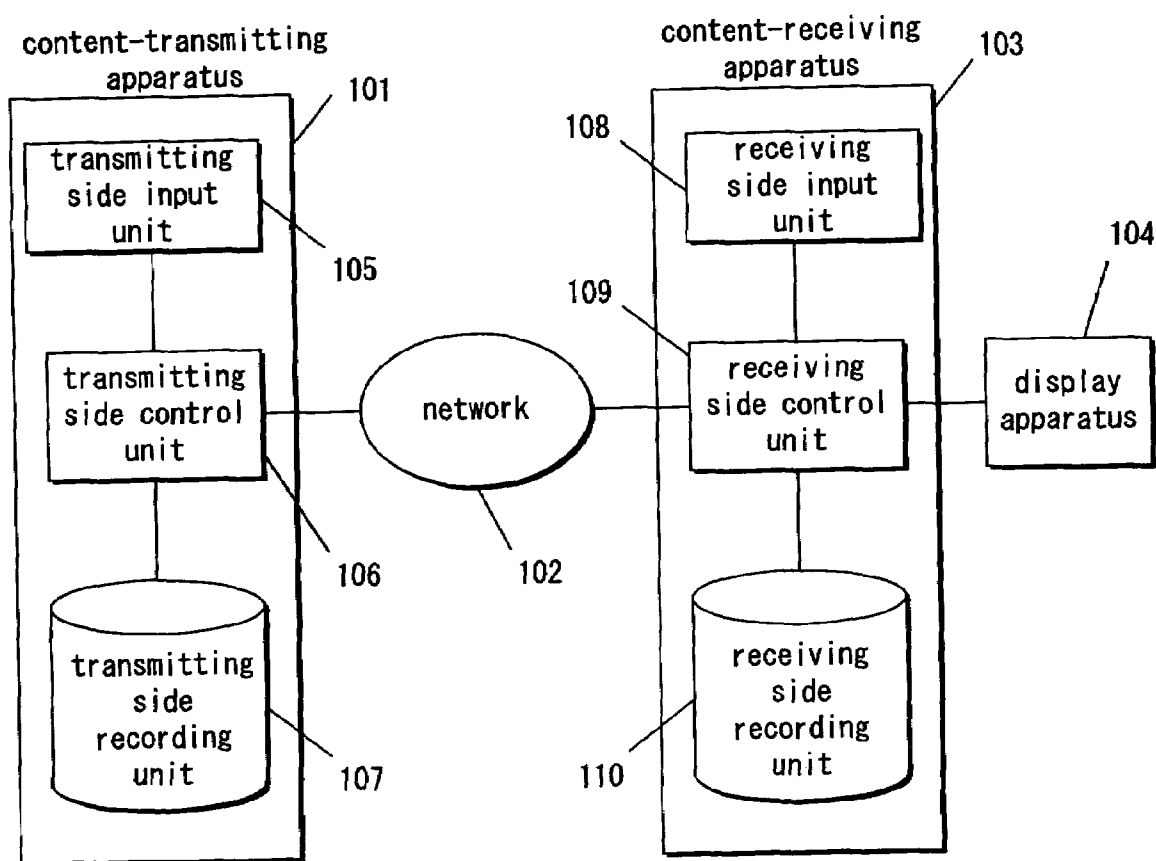 content-transmitting
apparatus
101
transmitting
side input
unit
105
transmitting
side control
unit
106
transmitting
side
recording
unit
107
network
102
content-receiving
apparatus
103
108
receiving
side input
unit
109
receiving
side control
unit
104
display
apparatus
receiving
side
recording
unit
110